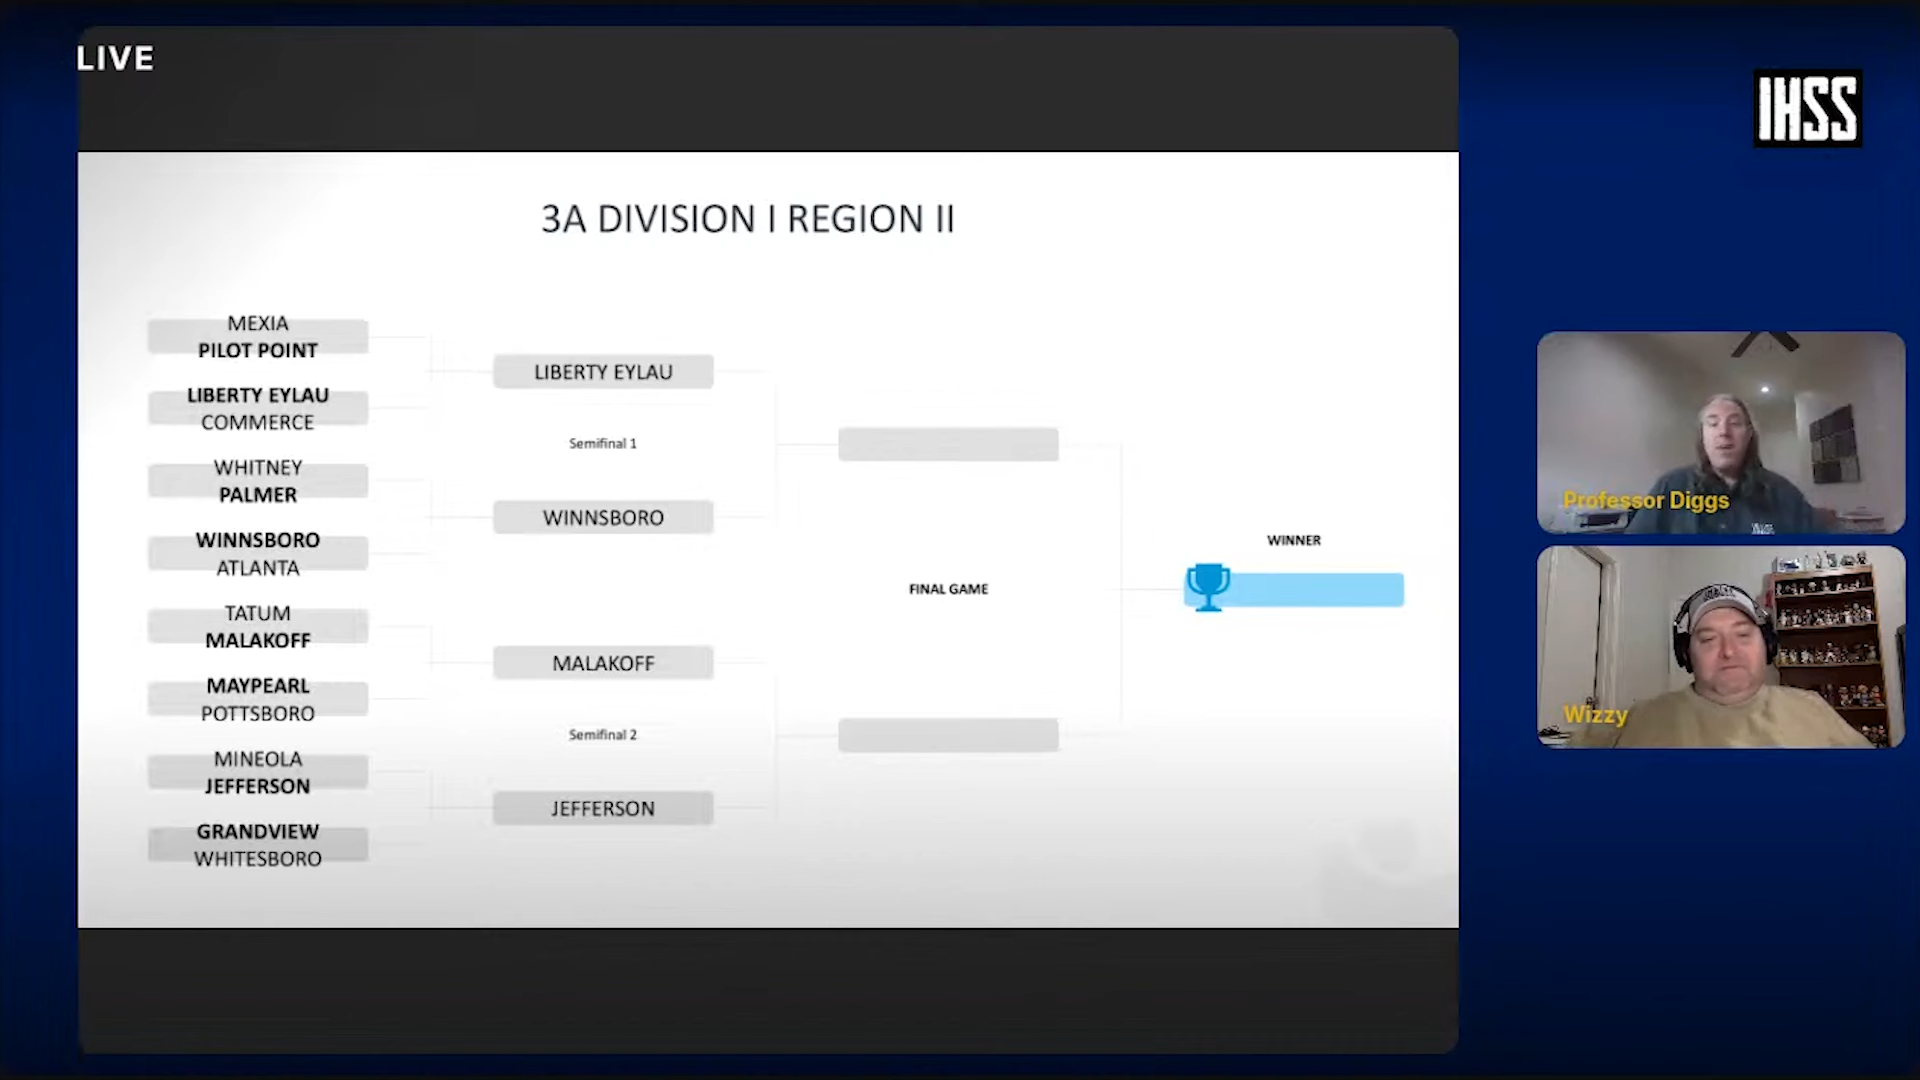 LIVE
IHSS
3A DIVISION I REGION II
MEXIA
PILOT POINT
LIBERTY EYLAU
COMMERCE
WHITNEY
PALMER
WINNSBORO
ATLANTA
TATUM
MALAKOFF
MAYPEARL
POTTSBORO
MINEOLA
JEFFERSON
GRANDVIEW
WHITESBORO
LIBERTY EYLAU
Semifinal 1
WINNSBORO
MALAKOFF
Semifinal 2
JEFFERSON
FINAL GAME
WINNER
Professor Diggs
Wizzy